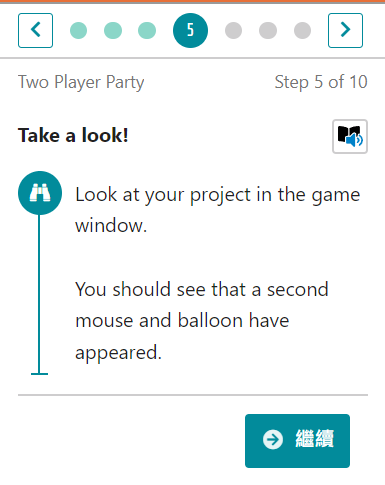 5
Two Player Party
Step 5 of 10
Take a look!
Look at your project in the game
window.
You should see that a second
mouse and balloon have
appeared.
繼續